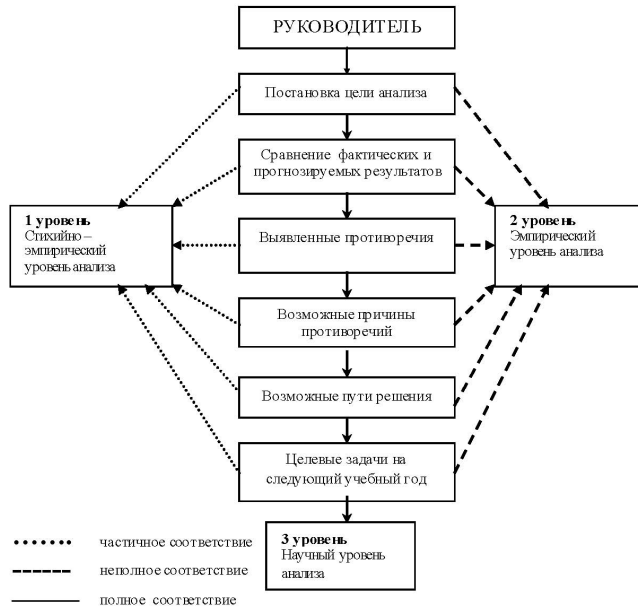 РУКОВОДИТЕЛЬ
Постановка цели анализа
Сравнение фактических и
прогнозируемых результатов
1 уровень
Стихийно –
эмпирический
уровень анализа
Выявленные противоречия
2 уровень
Эмпирический
уровень анализа
Возможные причины
противоречий
Возможные пути решения
Целевые задачи на
следующий учебный год
3 уровень
Научный уровень
анализа
частичное соответствие
неполное соответствие
полное соответствие